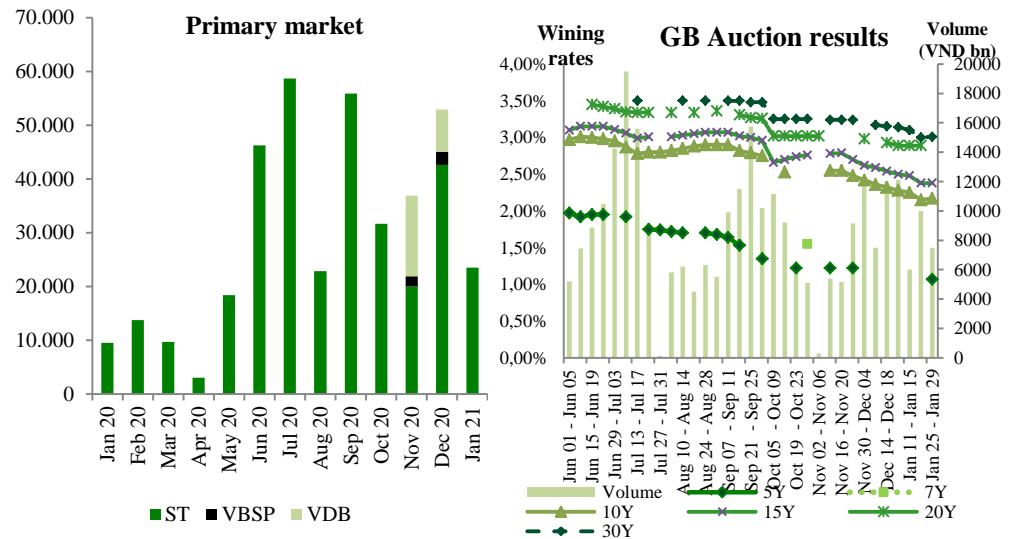 Primary market
70.000
60.000
50.000
40.000
30.000
20.000
10.000
0
Jan 20
Feb 20
Mar 20
Apr 20
May 20
Jun 20
Jul 20
Aug 20
Sep 20
Oct 20
Nov 20
Dec 20
Jan 21
ST
VBSP
VDB
GB Auction results
Wining
rates
Volume
(VND bn)
4,00%
3,50%
3,00%
2,50%
2,00%
1,50%
1,00%
0,50%
0,00%
20000
18000
16000
14000
12000
10000
8000
6000
4000
2000
0
Jun 01 - Jun 05
Jun 15 - Jun 19
Jun 29 - Jul 03
Jul 13 - Jul 17
Jul 27 - Jul 31
Aug 10 - Aug 14
Aug 24 - Aug 28
Sep 07 - Sep 11
Sep 21 - Sep 25
Oct 05 - Oct 09
Oct 19 - Oct 23
Nov 02 - Nov 06
Nov 16 - Nov 20
Nov 30 - Dec 04
Dec 14 - Dec 18
Jan 11 - Jan 15
Jan 25 - Jan 29
Volume
5Y
7Y
10Y
15Y
20Y
30Y